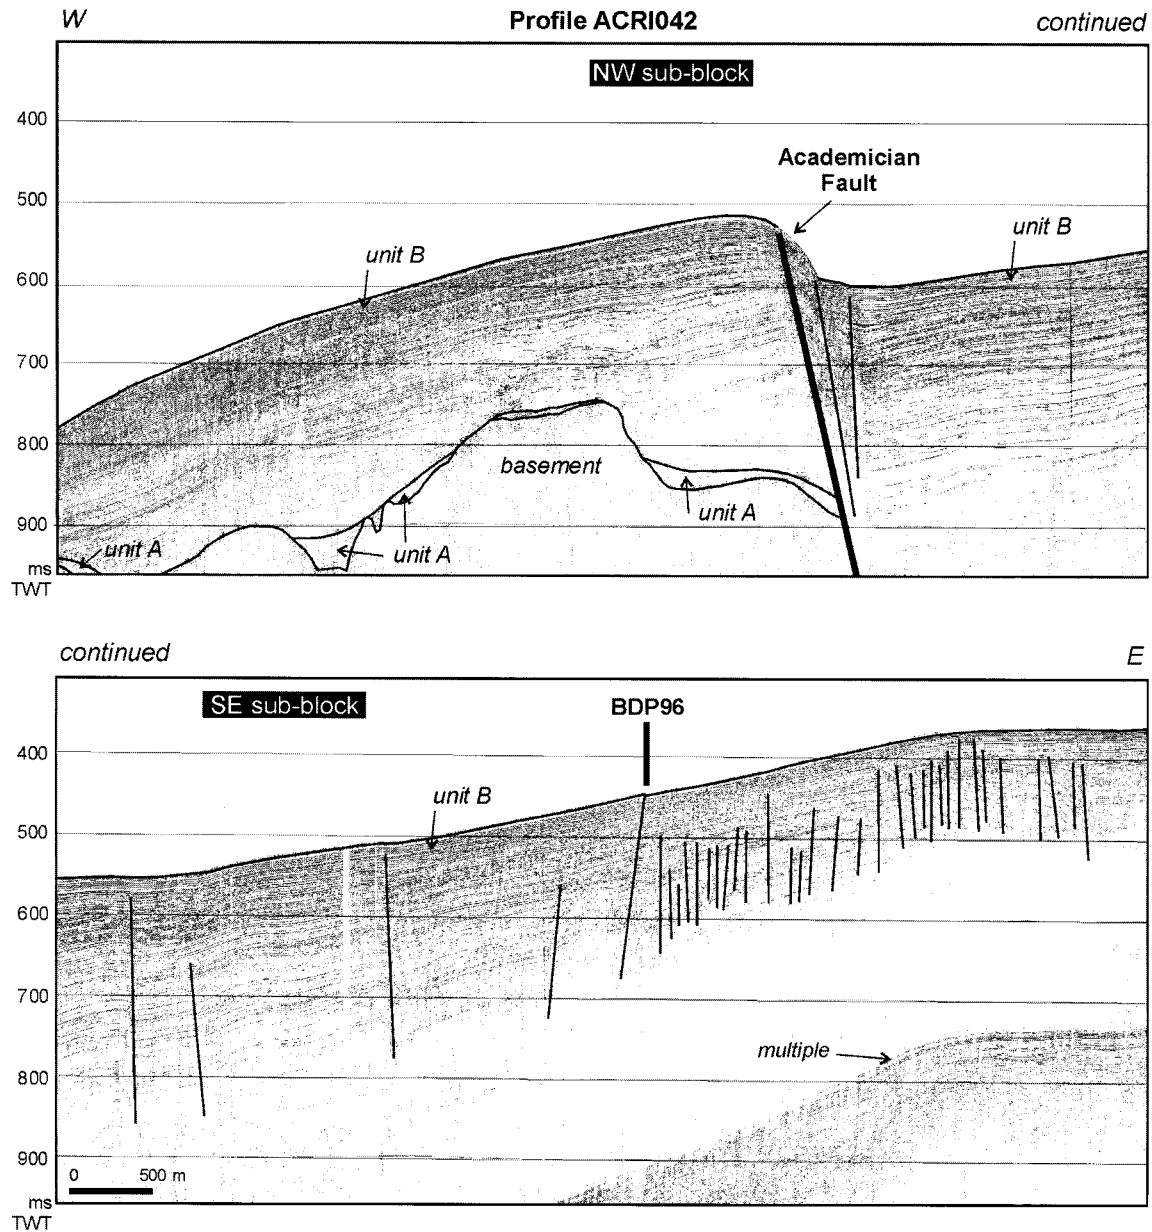 W
Profile ACRI042
continued
NW sub-block
400
Academician
Fault
500
unit B
unit B
600
700
800
basement
unit A
900
unit A
unit A
ms
TWT
continued
E
SE sub-block
BDP96
400
unit B
500
600
700
multiple
800
900
0 500 m
ms
TWT